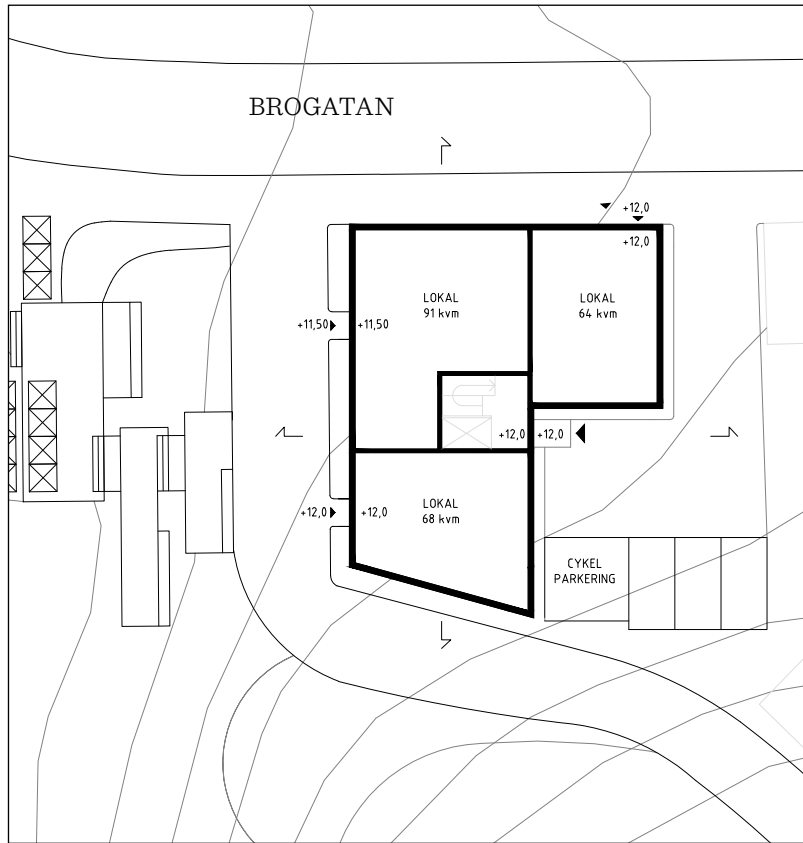 BROGATAN
+12,0
+12,0
LOKAL
91 kvm
LOKAL
64 kvm
+11,50
+11,50
+12,0
+12,0
LOKAL
68 kvm
+12,0
+12,0
CYKEL
PARKERING